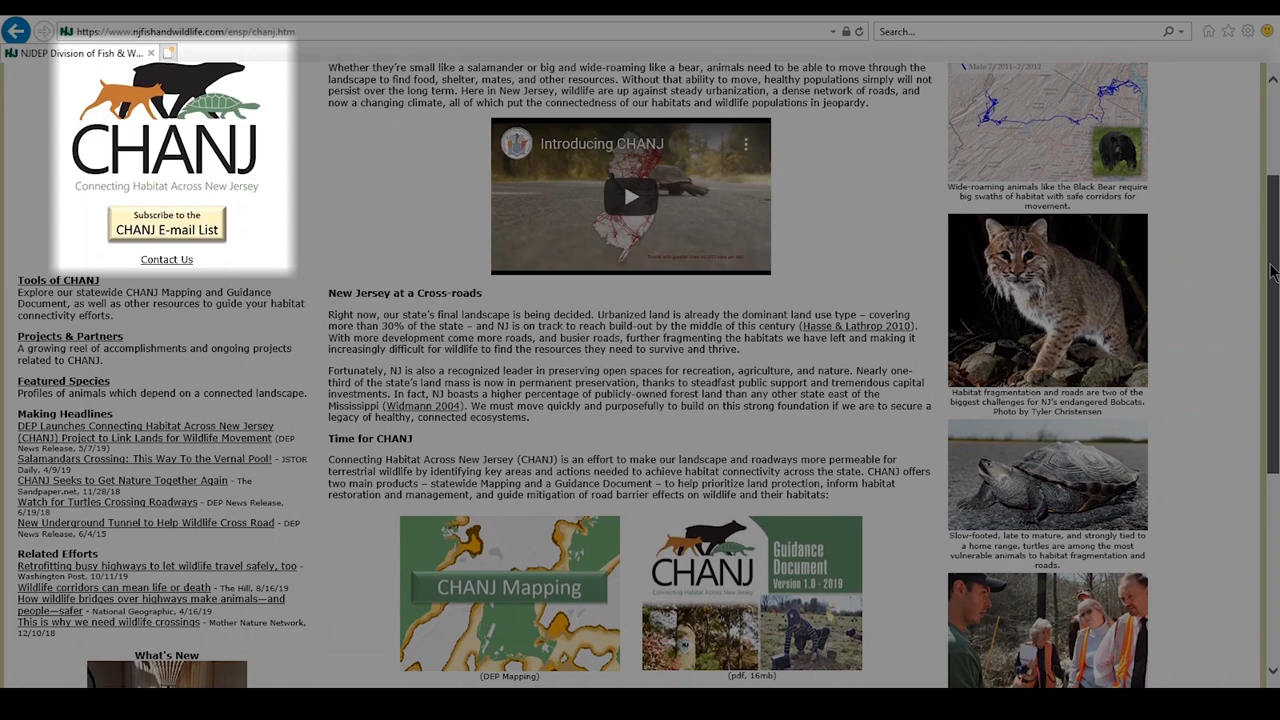 https://www.njfishandwildlife.com/ensp/chanj.htm
Search...
NJDEP Division of Fish & W...
CHANJ
Connecting Habitat Across New Jersey
Subscribe to the
CHANJ E-mail List
Contact Us
Tools of CHANJ
Explore our statewide CHANJ Mapping and Guidance
Document, as well as other resources to guide your habitat
connectivity efforts.
Projects & Partners
A growing reel of accomplishments and ongoing projects
related to CHANJ.
Featured Species
Profiles of animals which depend on a connected landscape.
Making Headlines
DEP Launches Connecting Habitat Across New Jersey
(CHANJ) Project to Link Lands for Wildlife Movement (DEP
News Release, 5/7/19)
Salamandars Crossing: This Way To the Vernal Pool! - JSTOR
Daily, 4/9/19
CHANJ Seeks to Get Nature Together Again - The
Sandpaper.net, 11/28/18
Watch for Turtles Crossing Roadways - DEP News Release,
6/19/18
New Underground Tunnel to Help Wildlife Cross Road - DEP
News Release, 6/4/15
Related Efforts
Retrofitting busy highways to let wildlife travel safely, too -
Washington Post, 10/11/19
Wildlife corridors can mean life or death - The Hill, 8/16/19
How wildlife bridges over highways make animals—and
people—safer - National Geographic, 4/16/19
This is why we need wildlife crossings - Mother Nature Network,
12/10/18
What's New
Whether they're small like a salamander or big and wide-roaming like a bear, animals need to be able to move through the
landscape to find food, shelter, mates, and other resources. Without that ability to move, healthy populations simply will not
persist over the long term. Here in New Jersey, wildlife are up against steady urbanization, a dense network of roads, and
now a changing climate, all of which put the connectedness of our habitats and wildlife populations in jeopardy.
Introducing CHANJ
New Jersey at a Cross-roads
Right now, our state's final landscape is being decided. Urbanized land is already the dominant land use type – covering
more than 30% of the state – and NJ is on track to reach build-out by the middle of this century (Hasse & Lathrop 2010).
With more development come more roads, and busier roads, further fragmenting the habitats we have left and making it
increasingly difficult for wildlife to find the resources they need to survive and thrive.
Fortunately, NJ is also a recognized leader in preserving open spaces for recreation, agriculture, and nature. Nearly one-
third of the state's land mass is now in permanent preservation, thanks to steadfast public support and tremendous capital
investments. In fact, NJ boasts a higher percentage of publicly-owned forest land than any other state east of the
Mississippi (Widmann 2004). We must move quickly and purposefully to build on this strong foundation if we are to secure a
legacy of healthy, connected ecosystems.
Time for CHANJ
Connecting Habitat Across New Jersey (CHANJ) is an effort to make our landscape and roadways more permeable for
terrestrial wildlife by identifying key areas and actions needed to achieve habitat connectivity across the state. CHANJ offers
two main products – statewide Mapping and a Guidance Document – to help prioritize land protection, inform habitat
restoration and management, and guide mitigation of road barrier effects on wildlife and their habitats:
CHANJ Mapping
(DEP Mapping)
CHANJ
Connecting Habitat Across New Jersey
Guidance
Document
Version 1.0 - 2019
(pdf, 16mb)
Male 7/2011-2/2012
Wide-roaming animals like the Black Bear require
big swaths of habitat with safe corridors for
movement.
Habitat fragmentation and roads are two of the
biggest challenges for NJ's endangered Bobcats.
Photo by Tyler Christensen
Slow-footed, late to mature, and strongly tied to
a home range, turtles are among the most
vulnerable animals to habitat fragmentation and
roads.